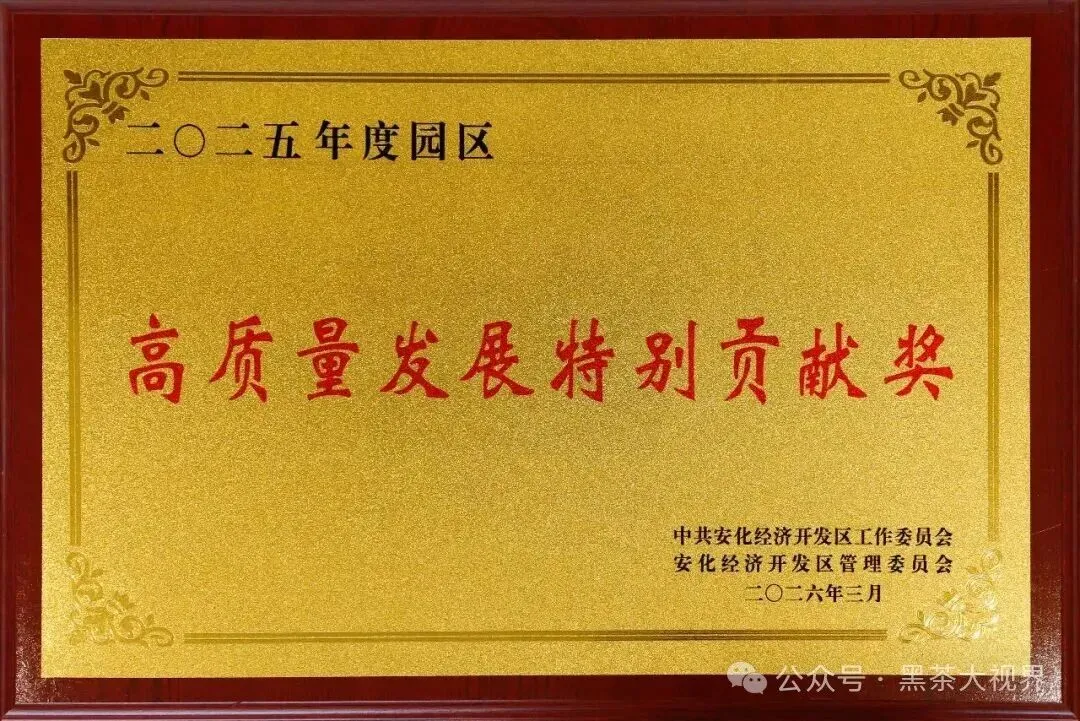 二〇二五年度园区
高质量发展特别贡献奖
中共安化经济开发区工作委员会
安化经济开发区管理委员会
二〇二六年三月
公众号·黑茶大视界